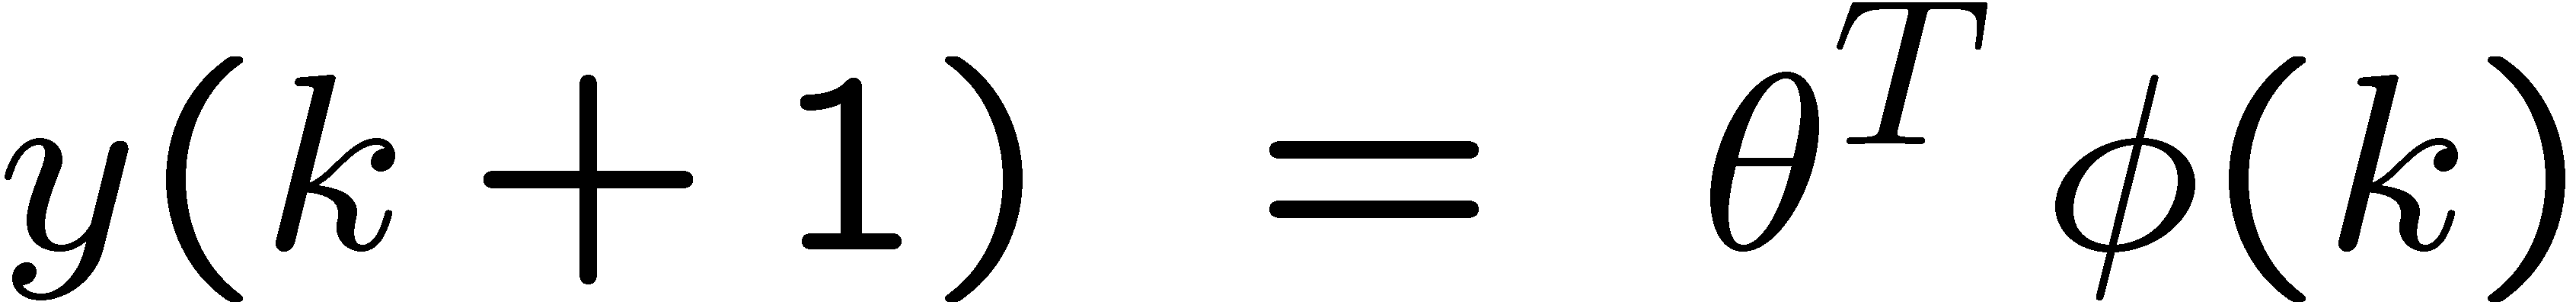 y(k + 1) = θ^T ϕ(k)